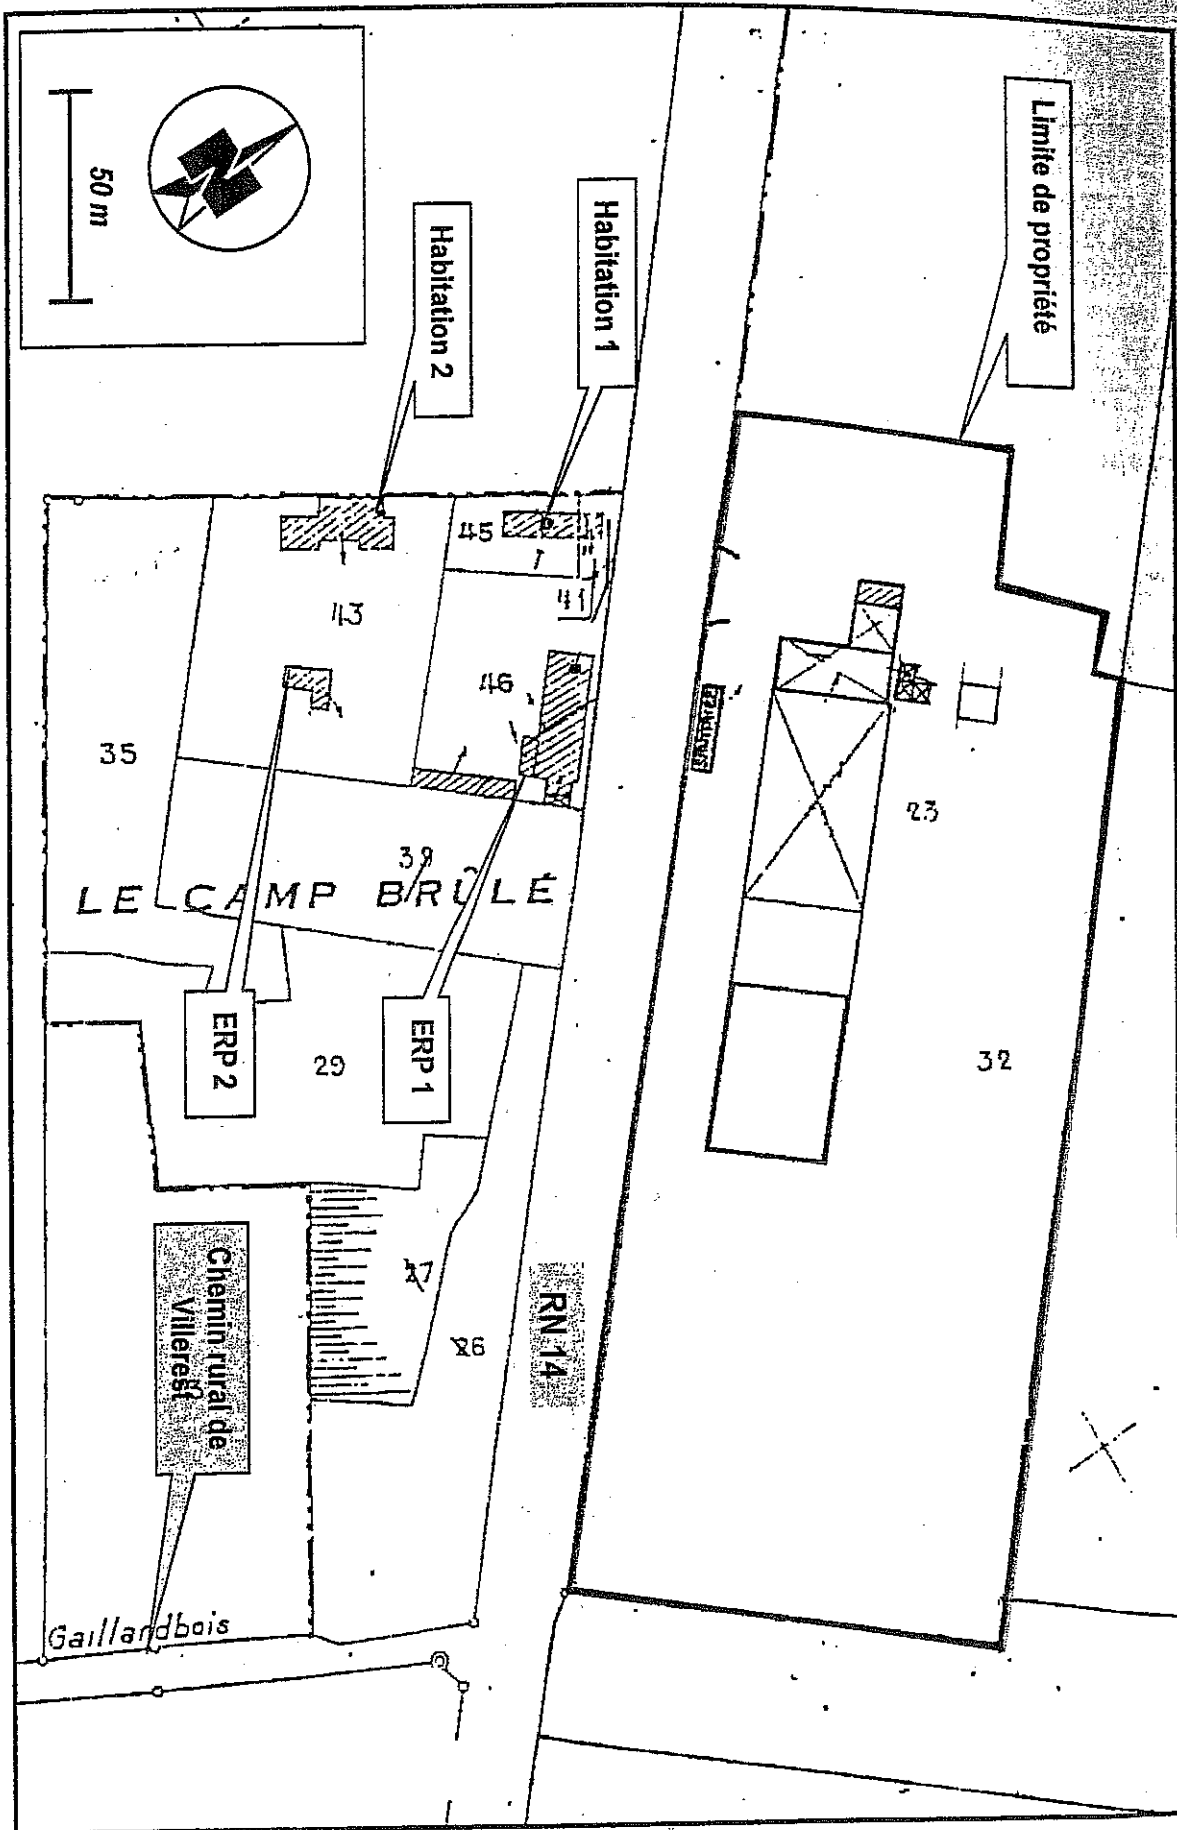 Limite de propriété
50 m
Habitation 1
Habitation 2
45
41
43
46
35
23
39
LE CAMP BRÛLÉ
ERP 1
ERP 2
29
32
27
26
RN 14
Chemin rural de
Villerest
Gaillardbois